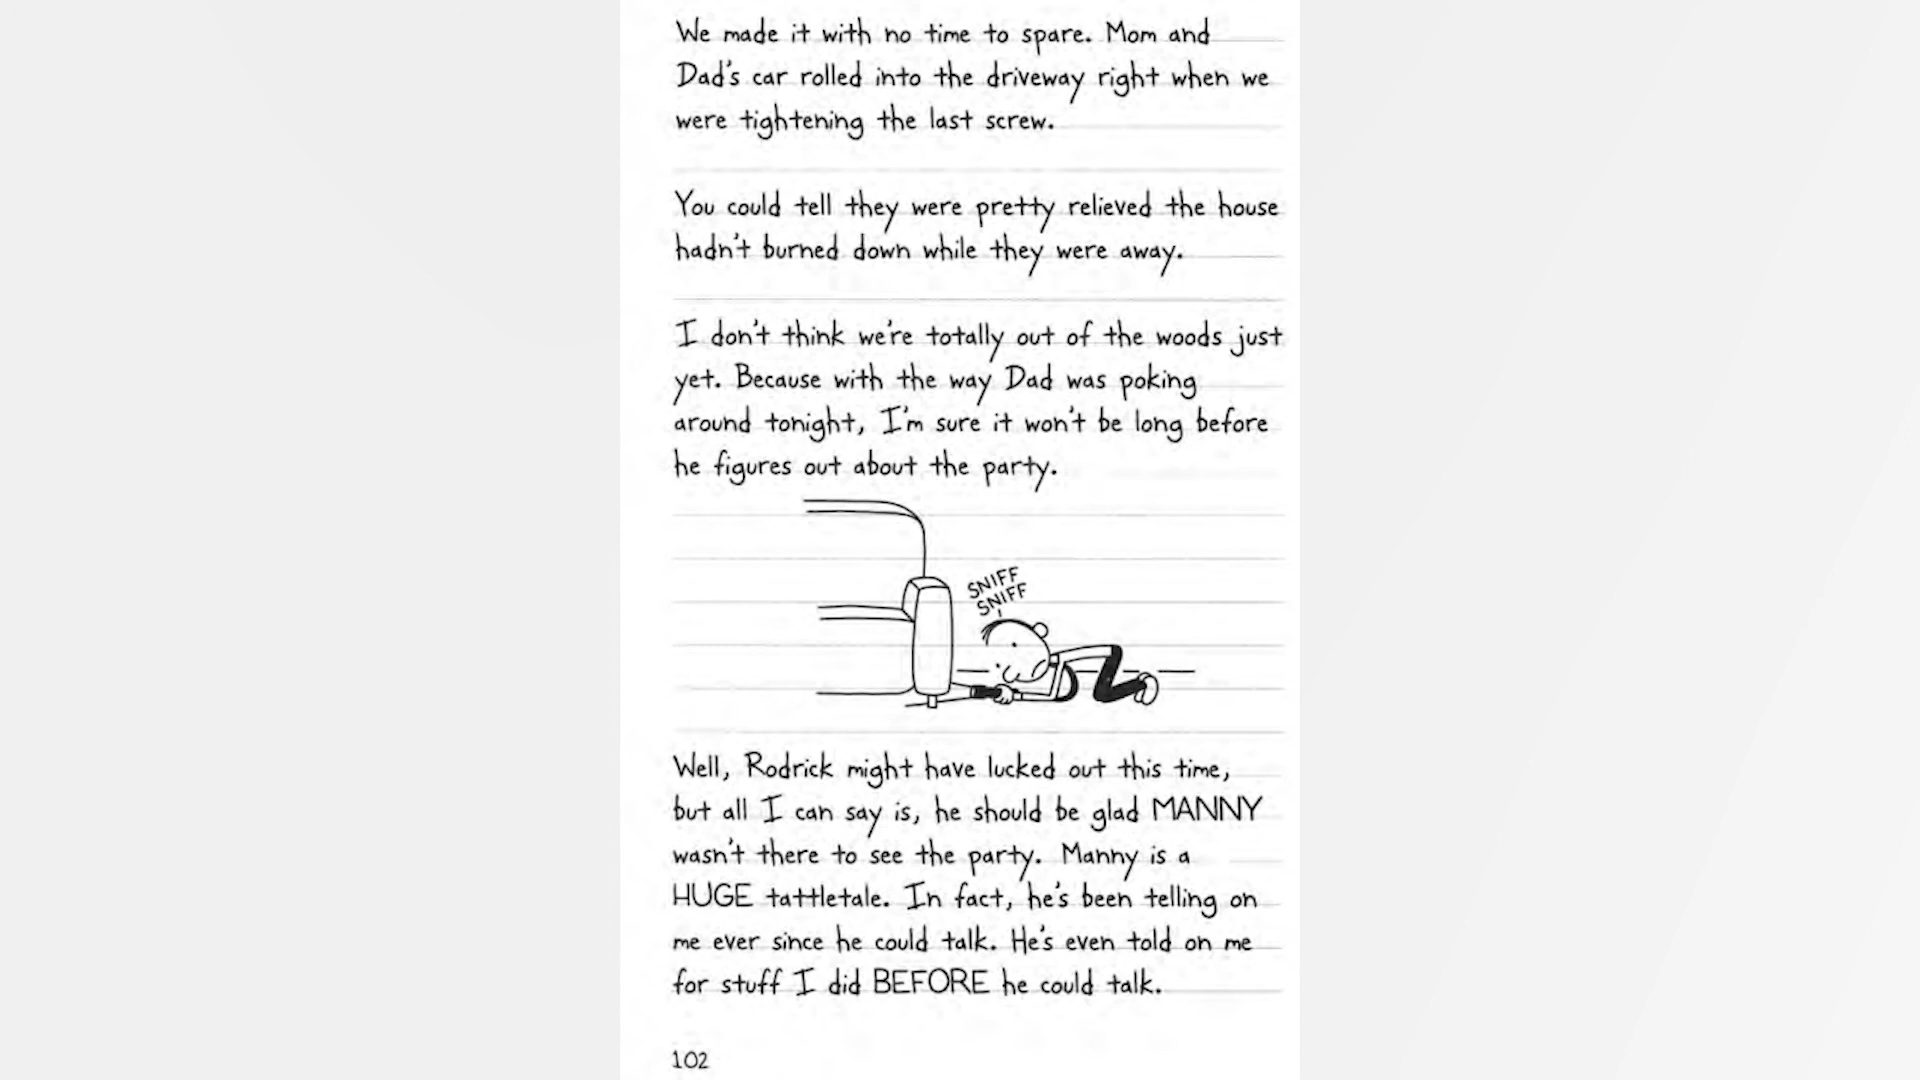 We made it with no time to spare. Mom and
Dad's car rolled into the driveway right when we
were tightening the last screw.
You could tell they were pretty relieved the house
hadn't burned down while they were away.
I don't think we're totally out of the woods just
yet. Because with the way Dad was poking
around tonight, I'm sure it won't be long before
he figures out about the party.
SNIFF
SNIFF
Well, Rodrick might have lucked out this time,
but all I can say is, he should be glad MANNY
wasn't there to see the party. Manny is a
HUGE tattletale. In fact, he's been telling on
me ever since he could talk. He's even told on me
for stuff I did BEFORE he could talk.
102